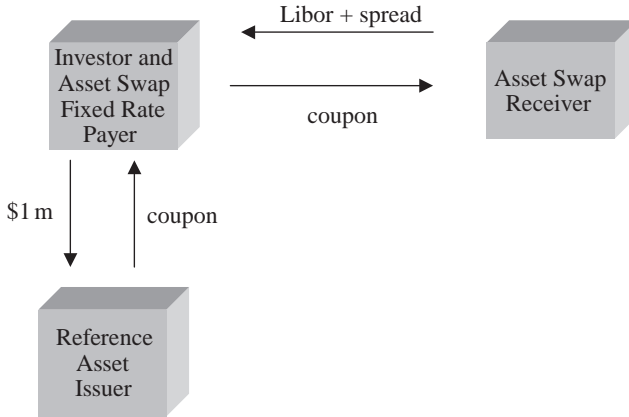 Libor + spread
Investor and
Asset Swap
Fixed Rate
Payer
Asset Swap
Receiver
coupon
$1 m
coupon
Reference
Asset
Issuer